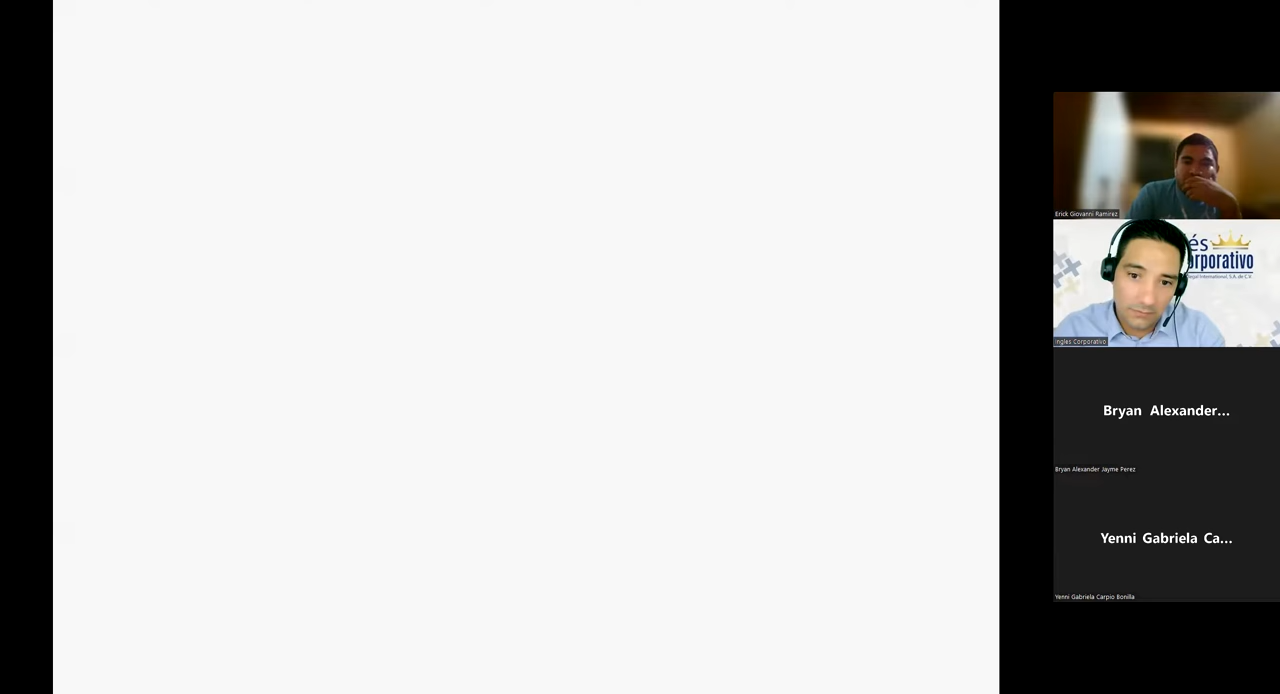 Erick Giovanni Ramirez
és
orporativo
Ingles Corporativo
Bryan Alexander...
Bryan Alexander Jayme Perez
Yenni Gabriela Ca...
Yenni Gabriela Carpio Bonilla